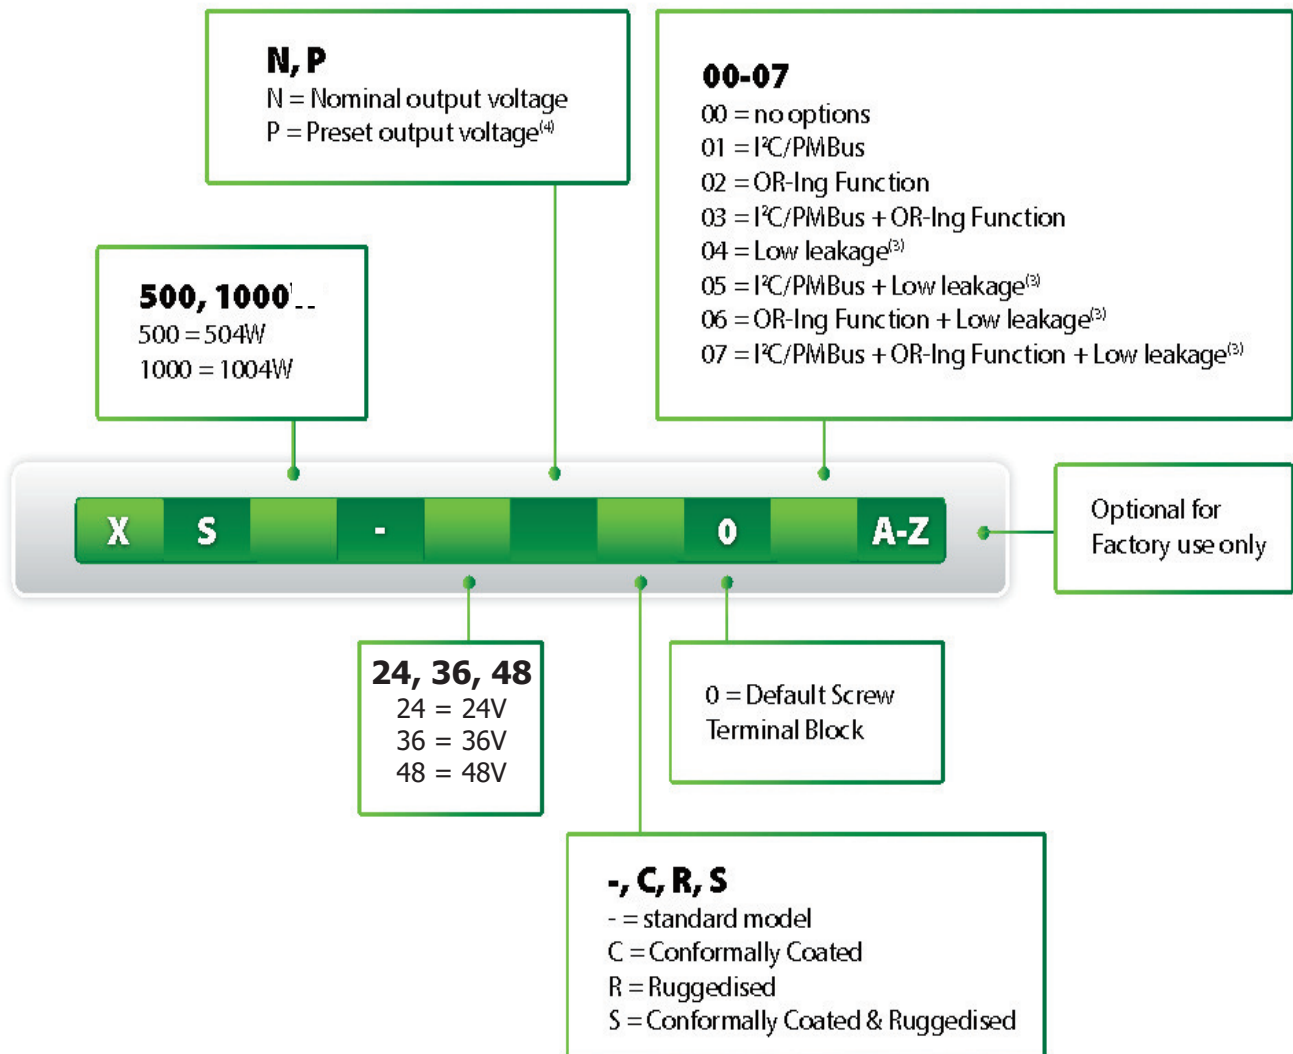 N, P
N = Nominal output voltage
P = Preset output voltage(4)
00-07
00 = no options
01 = I²C/PMBus
02 = OR-Ing Function
03 = I²C/PMBus + OR-Ing Function
04 = Low leakage(3)
05 = I²C/PMBus + Low leakage(3)
06 = OR-Ing Function + Low leakage(3)
07 = I²C/PMBus + OR-Ing Function + Low leakage(3)
500, 1000
500 = 504W
1000 = 1004W
X S - 0 A-Z
Optional for
Factory use only
24, 36, 48
24 = 24V
36 = 36V
48 = 48V
0 = Default Screw
Terminal Block
-, C, R, S
- = standard model
C = Conformally Coated
R = Ruggedised
S = Conformally Coated & Ruggedised